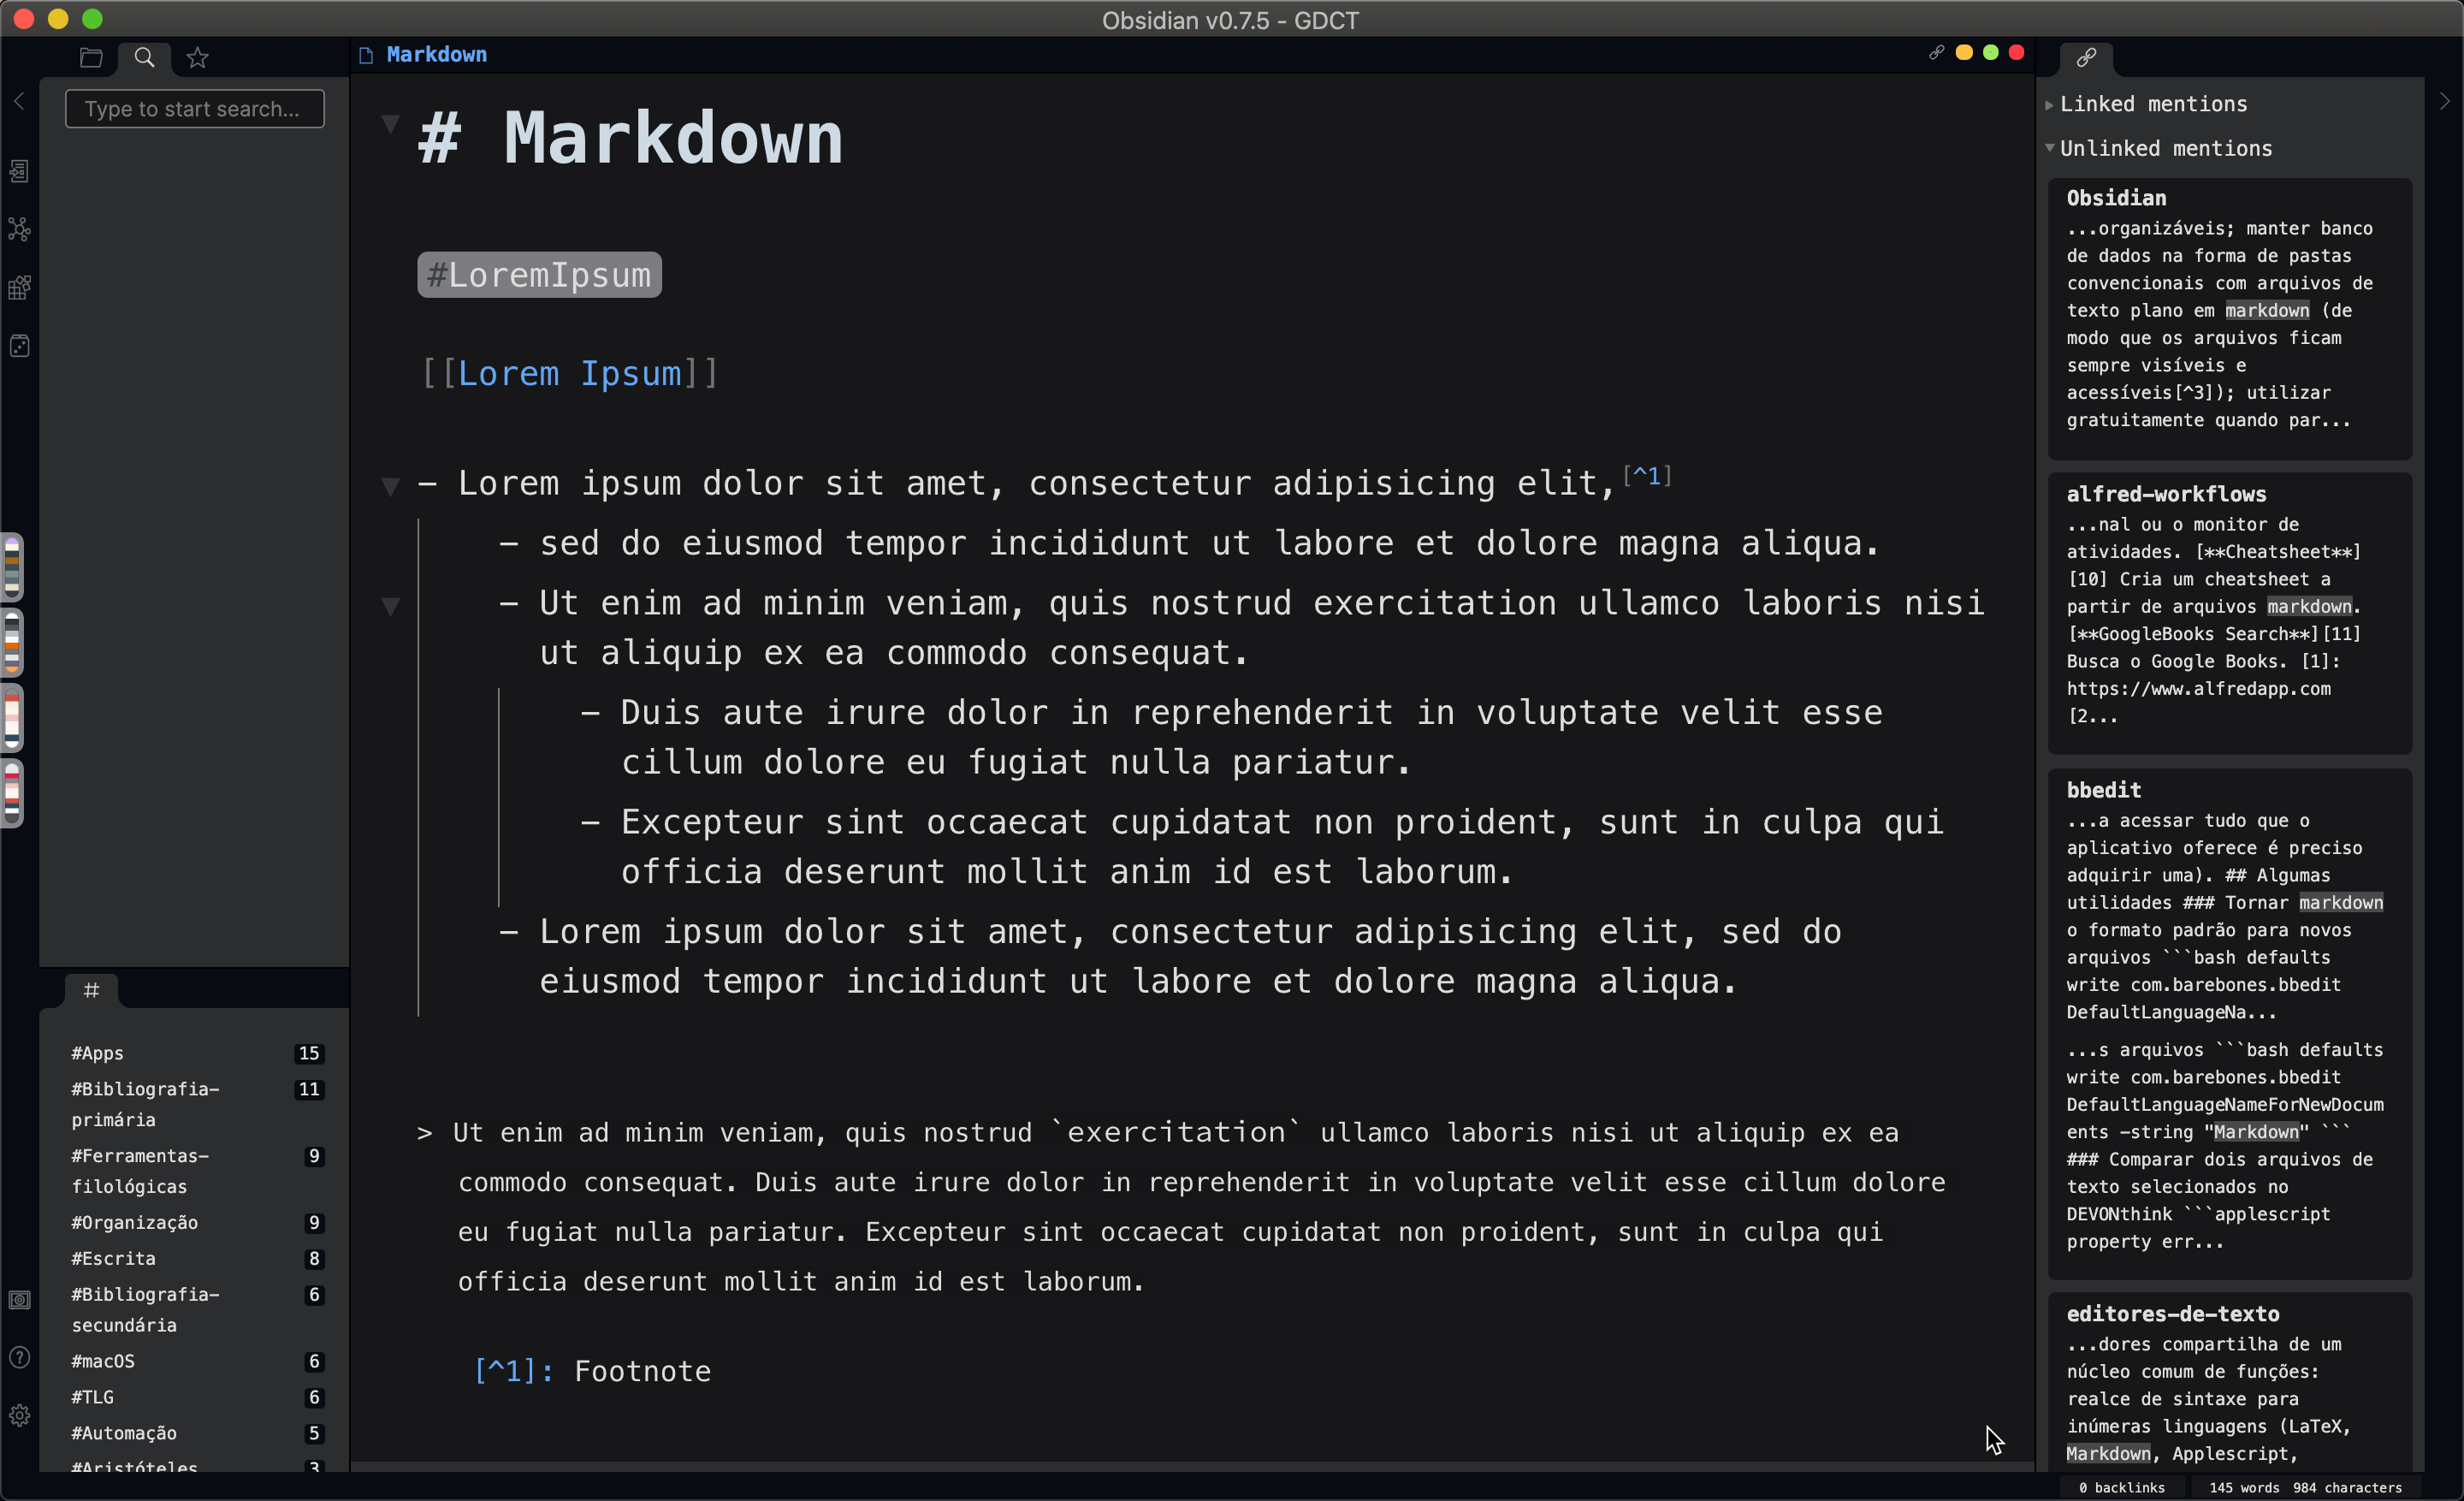 Obsidian v0.7.5 - GDCT
Type to start search...
#
#Apps 15
#Bibliografia-
primária 11
#Ferramentas-
filológicas 9
#Organização 9
#Escrita 8
#Bibliografia-
secundária 6
#macOS 6
#TLG 6
#Automação 5
#Aristóteles 3
Markdown
# Markdown
#LoremIpsum
[[Lorem Ipsum]]
- Lorem ipsum dolor sit amet, consectetur adipisicing elit,[^1]
- sed do eiusmod tempor incididunt ut labore et dolore magna aliqua.
- Ut enim ad minim veniam, quis nostrud exercitation ullamco laboris nisi
ut aliquip ex ea commodo consequat.
- Duis aute irure dolor in reprehenderit in voluptate velit esse
cillum dolore eu fugiat nulla pariatur.
- Excepteur sint occaecat cupidatat non proident, sunt in culpa qui
officia deserunt mollit anim id est laborum.
- Lorem ipsum dolor sit amet, consectetur adipisicing elit, sed do
eiusmod tempor incididunt ut labore et dolore magna aliqua.
> Ut enim ad minim veniam, quis nostrud `exercitation` ullamco laboris nisi ut aliquip ex ea
commodo consequat. Duis aute irure dolor in reprehenderit in voluptate velit esse cillum dolore
eu fugiat nulla pariatur. Excepteur sint occaecat cupidatat non proident, sunt in culpa qui
officia deserunt mollit anim id est laborum.
[^1]: Footnote
Linked mentions
Unlinked mentions
Obsidian
...organizáveis; manter banco
de dados na forma de pastas
convencionais com arquivos de
texto plano em markdown (de
modo que os arquivos ficam
sempre visíveis e
acessíveis[^3]); utilizar
gratuitamente quando par...
alfred-workflows
...nal ou o monitor de
atividades. [**Cheatsheet**]
[10] Cria um cheatsheet a
partir de arquivos markdown.
[**GoogleBooks Search**][11]
Busca o Google Books. [1]:
https://www.alfredapp.com
[2...
bbedit
...a acessar tudo que o
aplicativo oferece é preciso
adquirir uma). ## Algumas
utilidades ### Tornar markdown
o formato padrão para novos
arquivos ```bash defaults
write com.barebones.bbedit
DefaultLanguageNa...
...s arquivos ```bash defaults
write com.barebones.bbedit
DefaultLanguageNameForNewDocum
ents -string "Markdown" ```
### Comparar dois arquivos de
texto selecionados no
DEVONthink ```applescript
property err...
editores-de-texto
...dores compartilha de um
núcleo comum de funções:
realce de sintaxe para
inúmeras linguagens (LaTeX,
Markdown, Applescript,
0 backlinks 145 words 984 characters